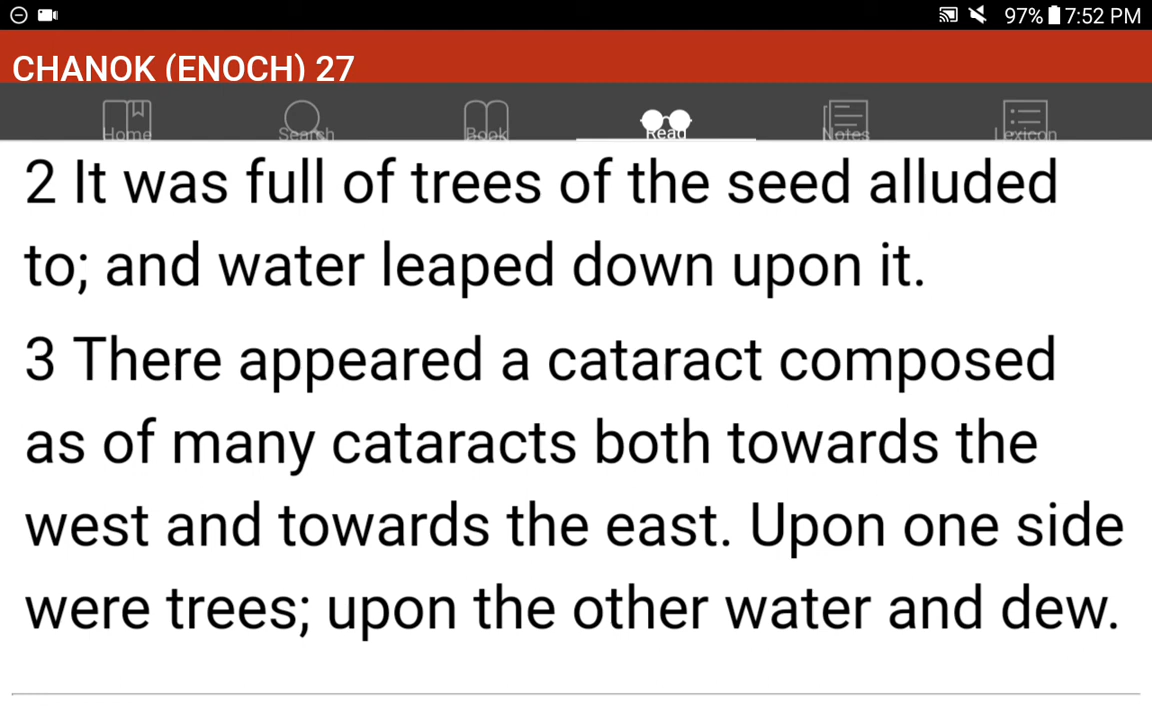 97% 7:52 PM
CHANOK (ENOCH) 27
Home Search Book Read Notes Lexicon
2 It was full of trees of the seed alluded
to; and water leaped down upon it.
3 There appeared a cataract composed
as of many cataracts both towards the
west and towards the east. Upon one side
were trees; upon the other water and dew.